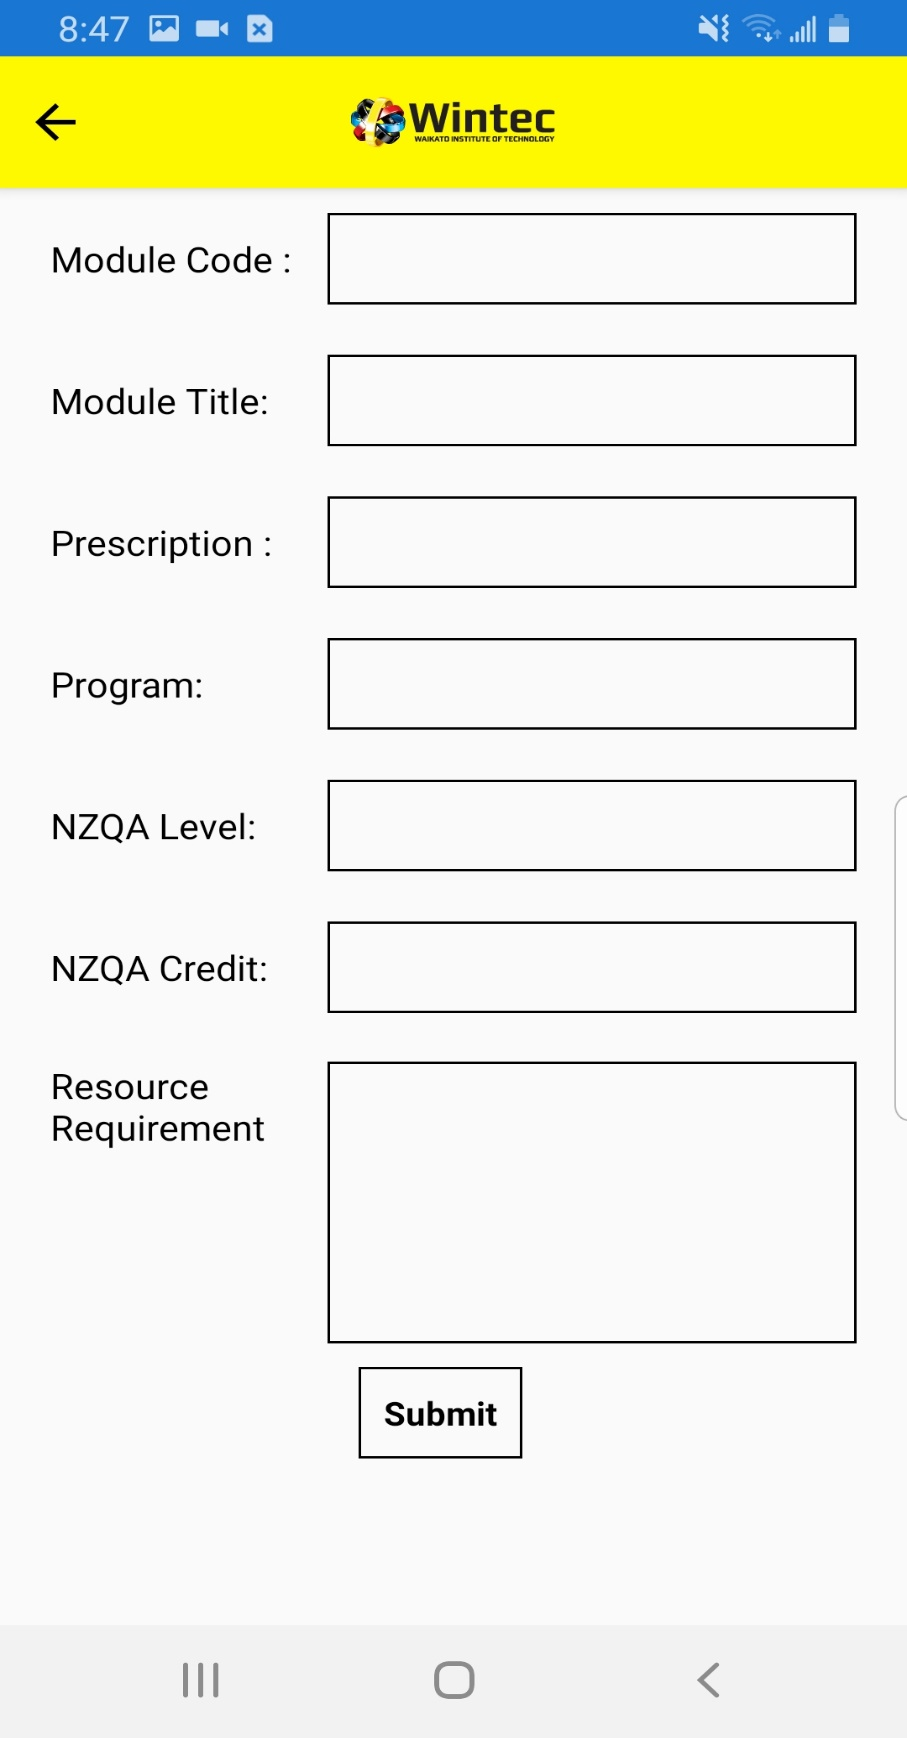 8:47
Wintec
WAIKATO INSTITUTE OF TECHNOLOGY
Module Code :
Module Title:
Prescription :
Program:
NZQA Level:
NZQA Credit:
Resource
Requirement
Submit